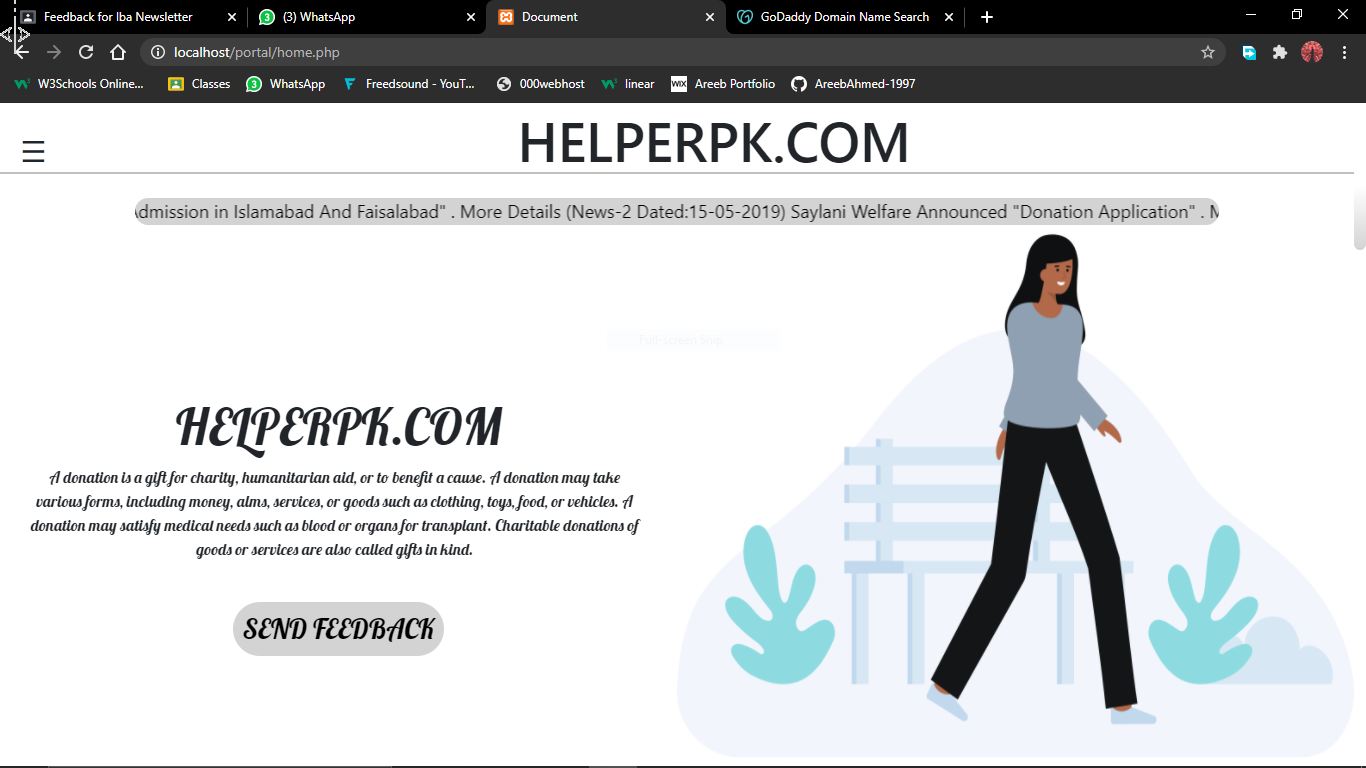 Feedback for Iba Newsletter
(3) WhatsApp
Document
GoDaddy Domain Name Search
localhost/portal/home.php
W3Schools Online...
Classes
3
WhatsApp
Freedsound - YouT...
000webhost
linear
WIX
Areeb Portfolio
AreebAhmed-1997
HELPERPK.COM
dmission in Islamabad And Faisalabad" . More Details (News-2 Dated:15-05-2019) Saylani Welfare Announced "Donation Application" . M
Full-screen Snip
HELPERPK.COM
A donation is a gift for charity, humanitarian aid, or to benefit a cause. A donation may take
various forms, including money, alms, services, or goods such as clothing, toys, food, or vehicles. A
donation may satisfy medical needs such as blood or organs for transplant. Charitable donations of
goods or services are also called gifts in kind.
SEND FEEDBACK